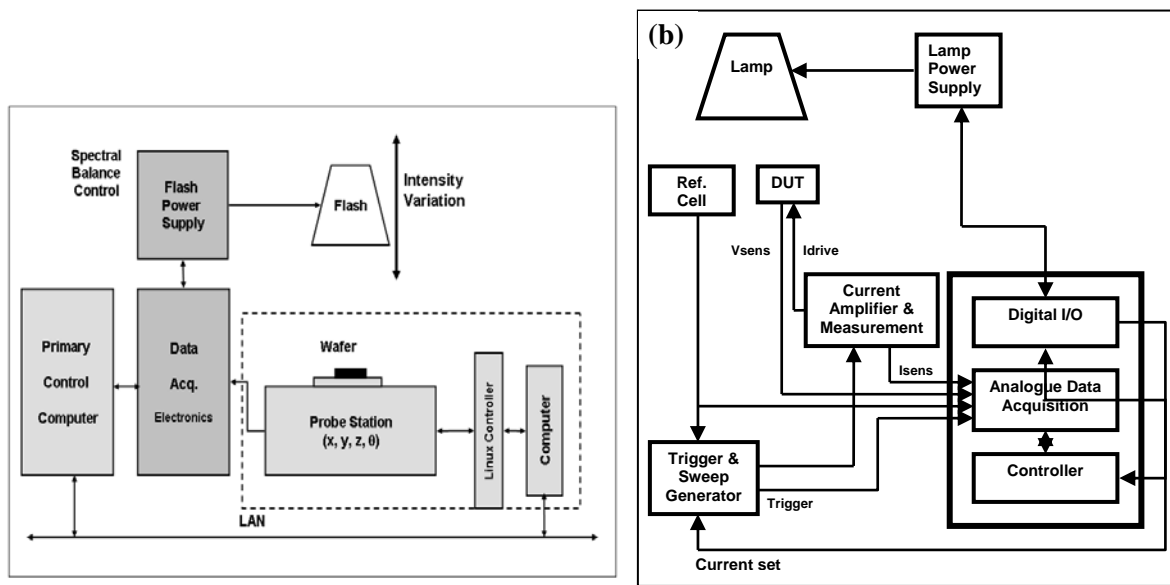 Spectral
Balance
Control
Flash
Power
Supply
Flash
Intensity
Variation
Primary
Control
Computer
Data
Acq.
Electronics
Wafer
Probe Station
(x, y, z, θ)
Linux Controller
Computer
LAN
(b)
Lamp
Lamp
Power
Supply
Ref.
Cell
DUT
Vsens
Idrive
Current
Amplifier &
Measurement
Digital I/O
Isens
Analogue Data
Acquisition
Trigger &
Sweep
Generator
Controller
Trigger
Current set